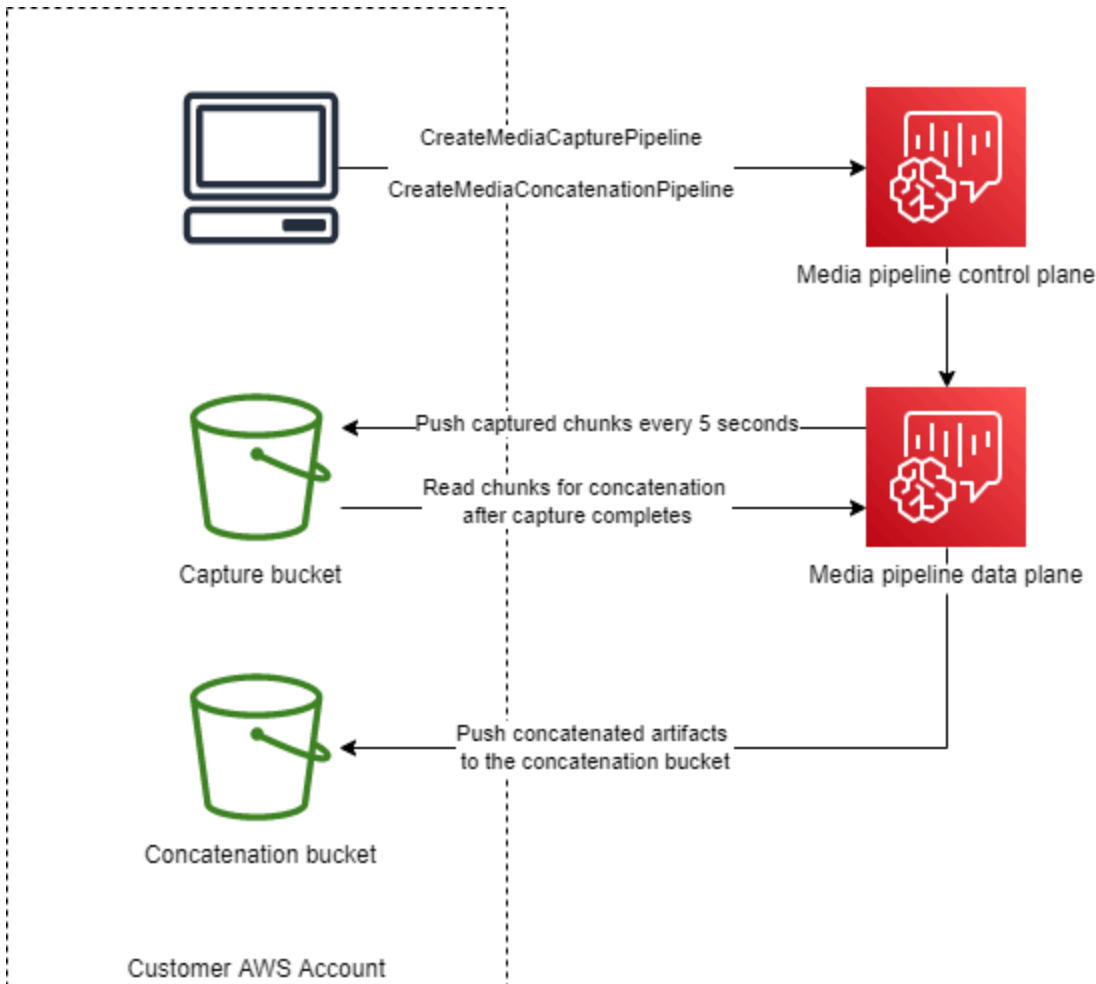 CreateMediaCapturePipeline
CreateMediaConcatenationPipeline
Media pipeline control plane
Push captured chunks every 5 seconds
Read chunks for concatenation
after capture completes
Capture bucket
Media pipeline data plane
Push concatenated artifacts
to the concatenation bucket
Concatenation bucket
Customer AWS Account